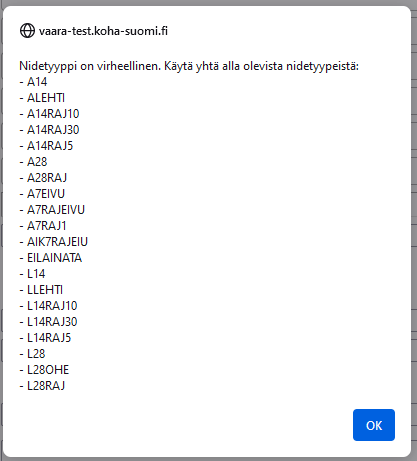 vaara-test.koha-suomi.fi
Nidetyyppi on virheellinen. Käytä yhtä alla olevista nidetyypeistä:
- A14
- ALEHTI
- A14RAJ10
- A14RAJ30
- A14RAJ5
- A28
- A28RAJ
- A7EIVU
- A7RAJEIVU
- A7RAJ1
- AIK7RAJEIU
- EILAINATA
- L14
- LLEHTI
- L14RAJ10
- L14RAJ30
- L14RAJ5
- L28
- L28OHE
- L28RAJ
OK